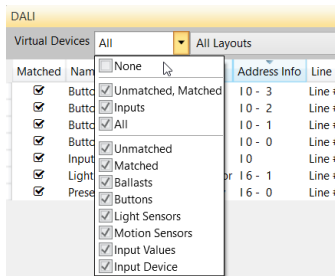 DALI
Virtual Devices All All Layouts
Matched Nam Address Info Line
None
Unmatched, Matched
Inputs
All
Unmatched
Matched
Ballasts
Buttons
Light Sensors
Motion Sensors
Input Values
Input Device
Butto I 0 - 3 Line #
Butto I 0 - 2 Line #
Butto I 0 - 1 Line #
Butto I 0 - 0 Line #
Input I 0 Line #
Light or I 6 - 1 Line #
Prese r I 6 - 0 Line #